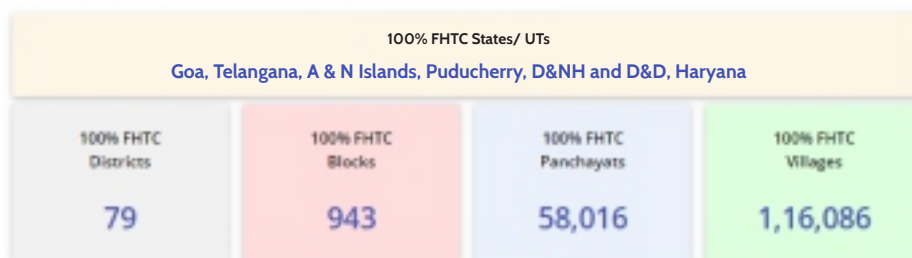 100% FHTC States/ UTs
Goa, Telangana, A & N Islands, Puducherry, D&NH and D&D, Haryana
100% FHTC
Districts
79
100% FHTC
Blocks
943
100% FHTC
Panchayats
58,016
100% FHTC
Villages
1,16,086